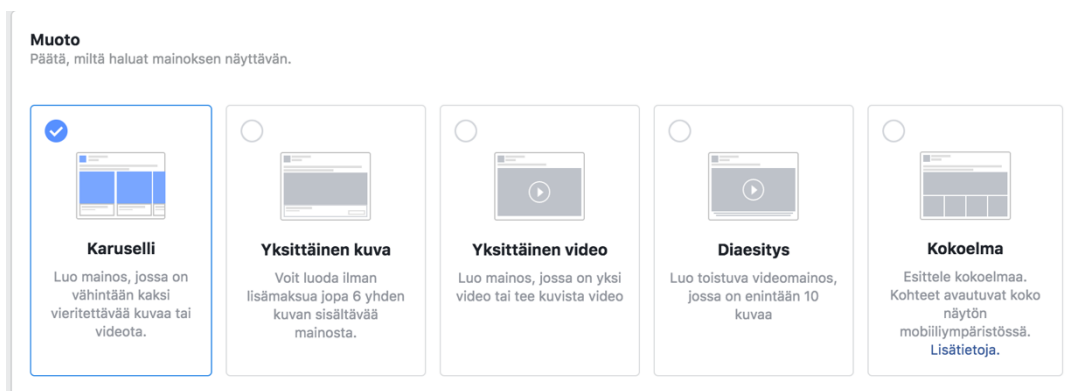 Muoto
Päätä, miltä haluat mainoksen näyttävän.
Karuselli
Luo mainos, jossa on
vähintään kaksi
vieritettävää kuvaa tai
videota.
Yksittäinen kuva
Voit luoda ilman
lisämaksua jopa 6 yhden
kuvan sisältävää
mainosta.
Yksittäinen video
Luo mainos, jossa on yksi
video tai tee kuvista video
Diaesitys
Luo toistuva videomainos,
jossa on enintään 10
kuvaa
Kokoelma
Esittele kokoelmaa.
Kohteet avautuvat koko
näytön
mobiiliympäristössä.
Lisätietoja.